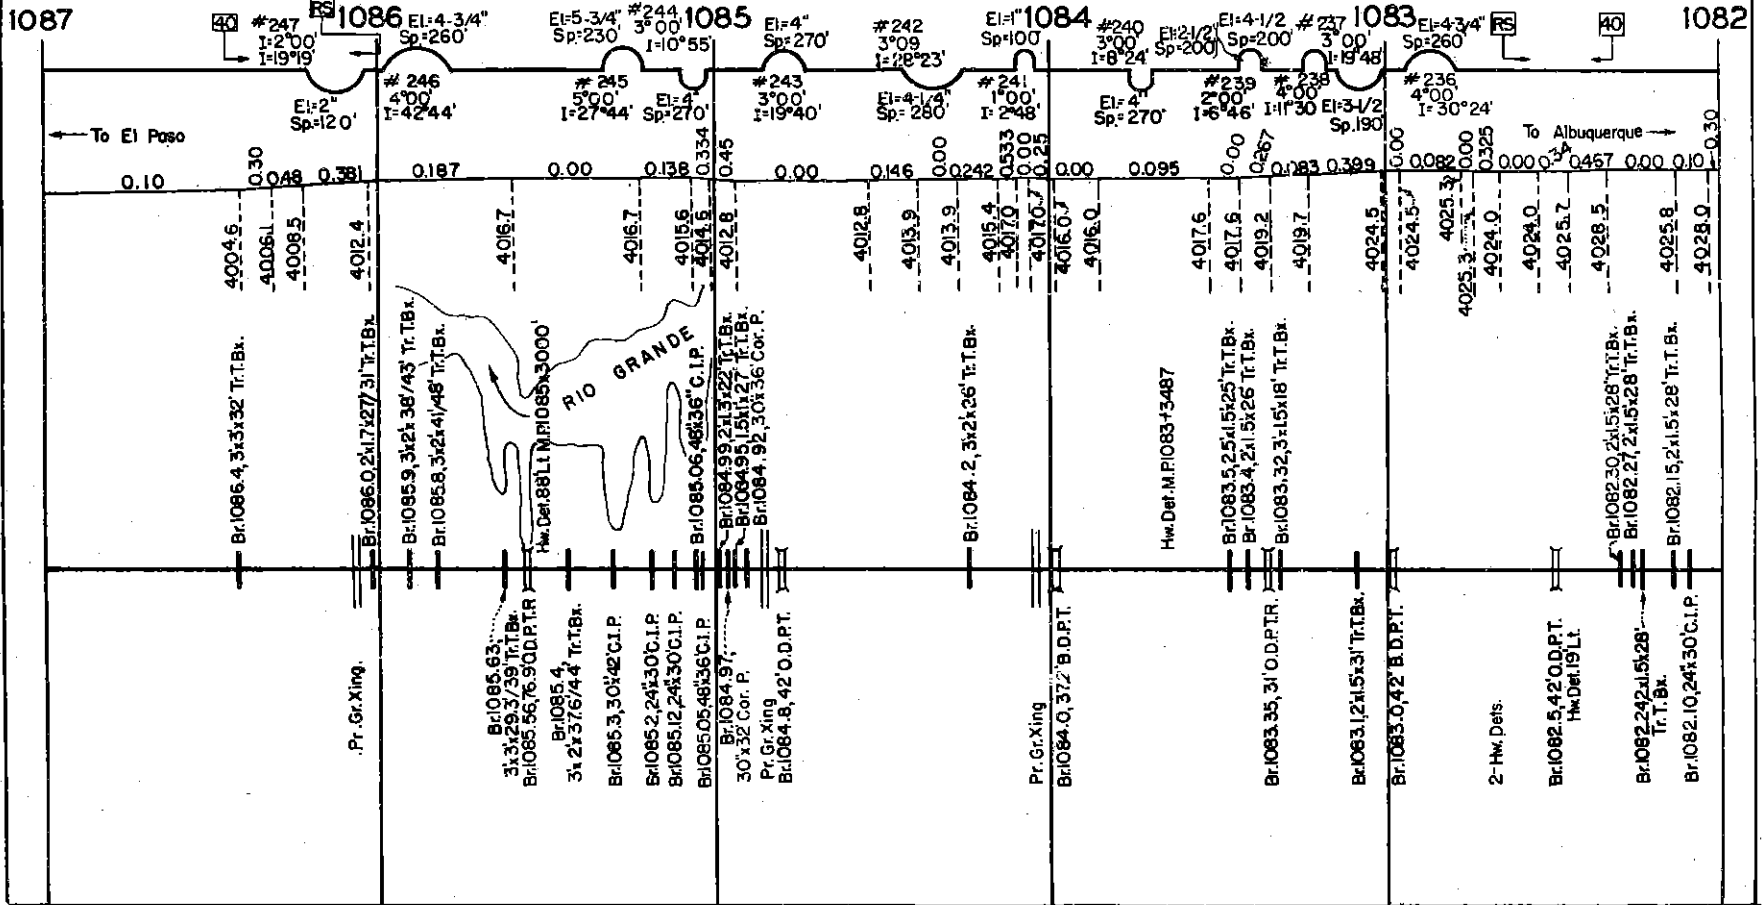 1087 1086 1085 1084 1083 1082
40 RS RS 40
#247
I=2°00'
I=19°19'
El=2"
Sp=120'
El=4-3/4"
Sp=260'
#246
4°00'
I=42°44'
El=5-3/4"
Sp=230'
#245
5°00'
I=27°44'
#244
3°00'
I=10°55'
El=4"
Sp=270'
El=4"
Sp=270'
#243
3°00'
I=19°40'
#242
3°09
I=28°23'
El=4-1/4"
Sp=280'
El=1"
Sp=100'
#241
1°00'
I=2°48'
#240
3°00'
I=8°24'
El=4"
Sp=270'
El=2-1/2"
Sp=200'
#239
2°00'
I=6°46'
El=4-1/2
Sp=200'
#238
4°00'
I=11°30
#237
3°00'
I=19°48'
El=3-1/2
Sp.190'
El=4-3/4"
Sp=260'
#236
4°00'
I=30°24'
To El Paso
To Albuquerque
0.10 0.30 0.48 0.381 0.187 0.00 0.138 0.334 0.45 0.00 0.146 0.00 0.242 0.533 0.00 0.25 0.00 0.095 0.00 0.267 0.083 0.399 0.00 0.082 0.00 0.325 0.00 0.34 0.467 0.00 0.10 0.30
4004.6 4006.1 4008.5 4012.4 4016.7 4016.7 4015.6 4014.6 4012.8 4012.8 4013.9 4013.9 4015.4 4017.0 4017.0 4016.0 4016.0 4017.6 4017.6 4019.2 4019.7 4024.5 4024.5 4025.3 4025.3 4024.0 4024.0 4025.7 4028.5 4025.8 4028.0
RIO GRANDE
Br.1086.4,3'x3'x32' Tr.T.Bx.
Br.1086.0,2'x1.7'x27'/31' Tr.T.Bx.
Br.1085.9,3'x2'x38'/43' Tr.T.Bx.
Br.1085.8,3'x2'x41'/48' Tr.T.Bx.
Hw.Det.88'Lt.M.P.1085x3000'
Br.1085.06,48"x36" C.I.P.
Br.1084.99,2'x1.3'x22' Tr.T.Bx.
Br.1084.95,1.5'x1'x27' Tr.T.Bx.
Br.1084.92,30"x36' Cor. P.
Br.1084.2,3'x2'x26' Tr.T.Bx.
Hw.Det.M.P.1083+3487
Br.1083.5,2.5'x1.5'x25' Tr.T.Bx.
Br.1083.4,2'x1.5'x26' Tr.T.Bx.
Br.1083.32,3'x1.5'x18' Tr.T.Bx.
Br.1082.30,2'x1.5'x28' Tr.T.Bx.
Br.1082.27,2'x1.5'x28' Tr.T.Bx.
Br.1082.15,2'x1.5'x28' Tr.T.Bx.
Pr.Gr.Xing.
Br.1085.63,
3'x3'x29.3'/39' Tr.T.Bx.
Br.1085.56,76.9'O.D.P.T.R
Br.1085.4,
3'x2'x37.6'/44' Tr.T.Bx.
Br.1085.3,30"x42'C.I.P.
Br.1085.2,24"x30'C.I.P.
Br.1085.12,24"x30'C.I.P.
Br.1085.05,48"x36'C.I.P.
Br.1084.97,
30"x32' Cor. P.
Pr. Gr. Xing
Br.1084.8,42' O.D.P.T.
Pr. Gr. Xing
Br.1084.0,37.2' B.D.P.T.
Br.1083.35,31'O.D.P.T.R.
Br.1083.1,2'x1.5'x31' Tr.T.Bx.
Br.1083.0,42' B.D.P.T.
2-Hw. Dets.
Br.1082.5,42'O.D.P.T.
Hw.Det.19'Lt.
Br.1082.24,2'x1.5'x28'
Tr.T.Bx.
Br.1082.10,24"x30'C.I.P.